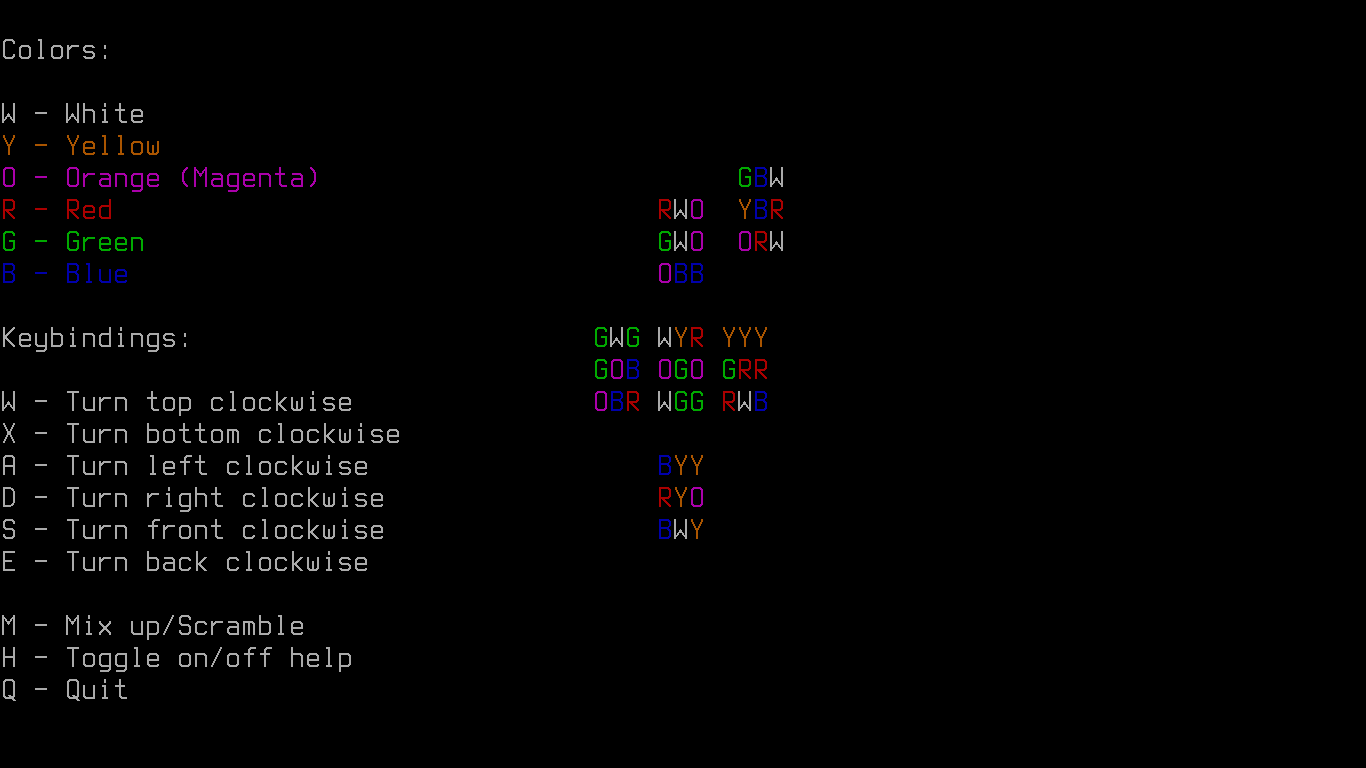 Colors:
W - White
Y - Yellow
O - Orange (Magenta)
R - Red
G - Green
B - Blue
Keybindings:
W - Turn top clockwise
X - Turn bottom clockwise
A - Turn left clockwise
D - Turn right clockwise
S - Turn front clockwise
E - Turn back clockwise
M - Mix up/Scramble
H - Toggle on/off help
Q - Quit
GBW
RWO YBR
GWO ORW
OBB
GWG WYR YYY
GOB OGO GRR
OBR WGG RWB
BYY
RYO
BWY